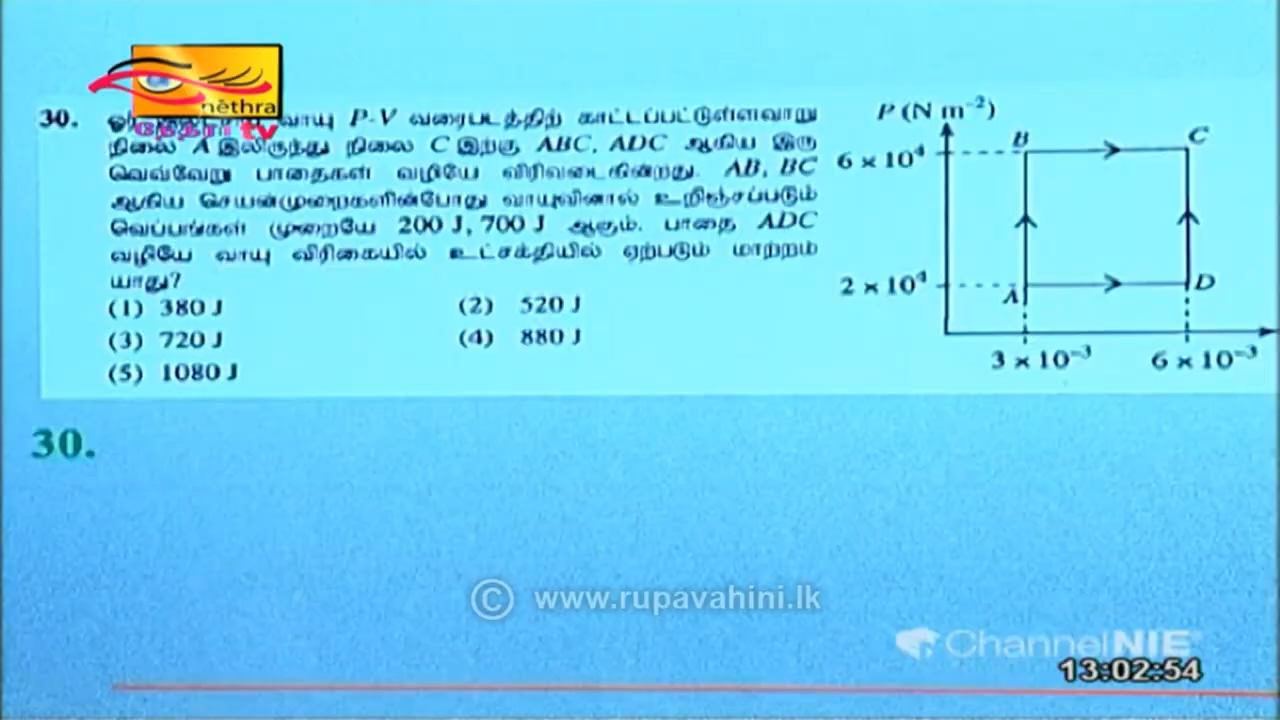 nēthra
நேத்ரா tv
30. வாயு P-V வரைபடத்திற் காட்டப்பட்டுள்ளவாறு
நிலை A இலிருந்து நிலை C இற்கு ABC, ADC ஆகிய இரு
வெவ்வேறு பாதைகள் வழியே விரிவடைகின்றது. AB, BC
ஆகிய செயன்முறைகளின்போது வாயுவினால் உறிஞ்சப்படும்
வெப்பங்கள் முறையே 200 J, 700 J ஆகும். பாதை ADC
வழியே வாயு விரிகையில் உட்சக்தியில் ஏற்படும் மாற்றம்
யாது?
(1) 380 J (2) 520 J
(3) 720 J (4) 880 J
(5) 1080 J
P (N m⁻²)
B C
6 × 10⁴
2 × 10⁴
A D
3 × 10⁻³ 6 × 10⁻³
30.
© www.rupavahini.lk
ChannelNIE
13:02:54